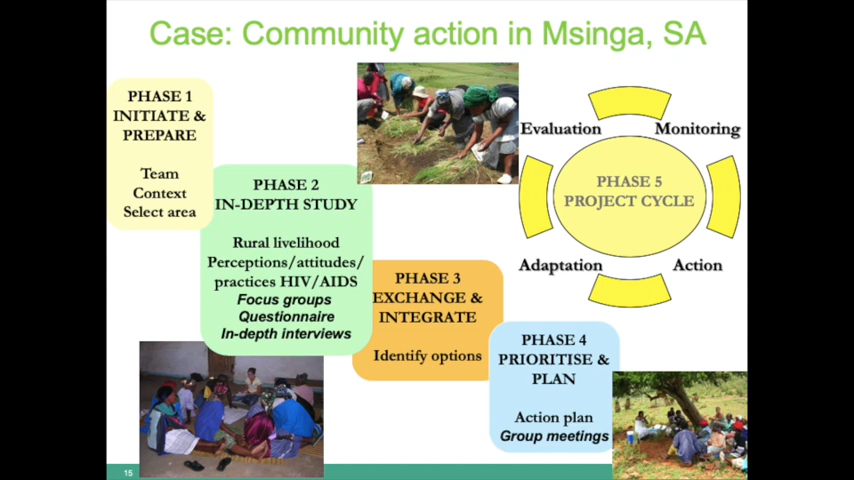 Case: Community action in Msinga, SA
PHASE 1
INITIATE &
PREPARE
Team
Context
Select area
PHASE 2
IN-DEPTH STUDY
Rural livelihood
Perceptions/attitudes/
practices HIV/AIDS
Focus groups
Questionnaire
In-depth interviews
PHASE 3
EXCHANGE &
INTEGRATE
Identify options
PHASE 4
PRIORITISE &
PLAN
Action plan
Group meetings
Evaluation
Monitoring
PHASE 5
PROJECT CYCLE
Adaptation
Action
15